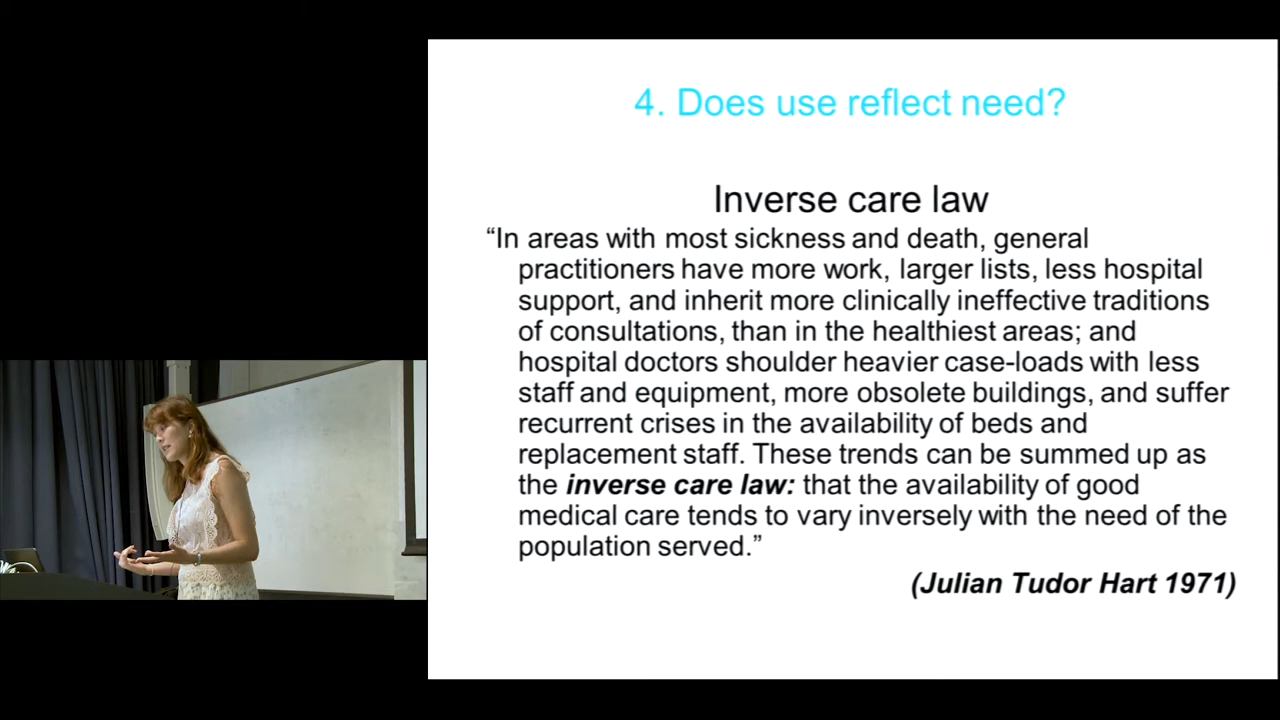 4. Does use reflect need?
Inverse care law
“In areas with most sickness and death, general
practitioners have more work, larger lists, less hospital
support, and inherit more clinically ineffective traditions
of consultations, than in the healthiest areas; and
hospital doctors shoulder heavier case-loads with less
staff and equipment, more obsolete buildings, and suffer
recurrent crises in the availability of beds and
replacement staff. These trends can be summed up as
the inverse care law: that the availability of good
medical care tends to vary inversely with the need of the
population served.”
(Julian Tudor Hart 1971)